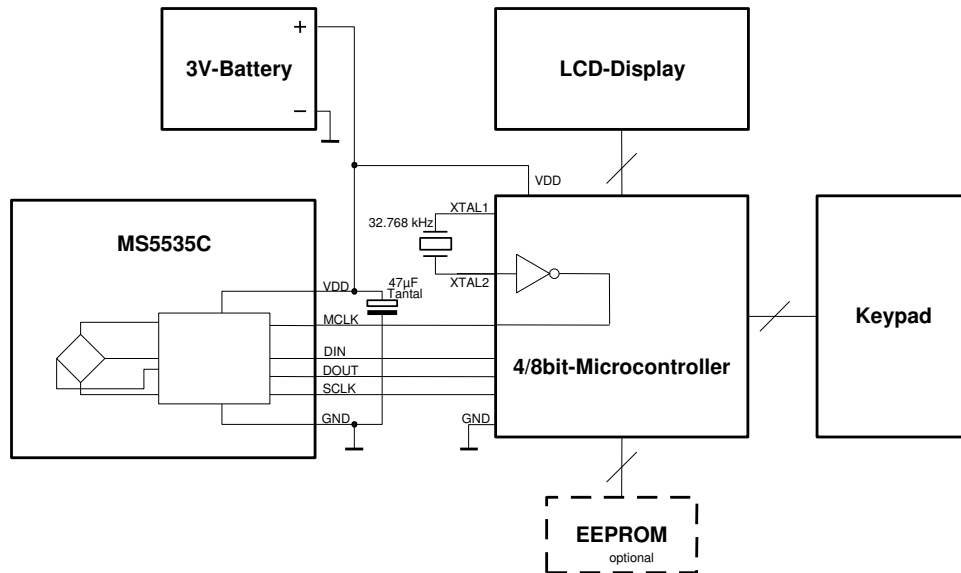 +
3V-Battery
−
LCD-Display
VDD
XTAL1
32.768 kHz
XTAL2
MS5535C
VDD
47µF
Tantal
MCLK
DIN
DOUT
SCLK
GND
4/8bit-Microcontroller
GND
Keypad
EEPROM
optional